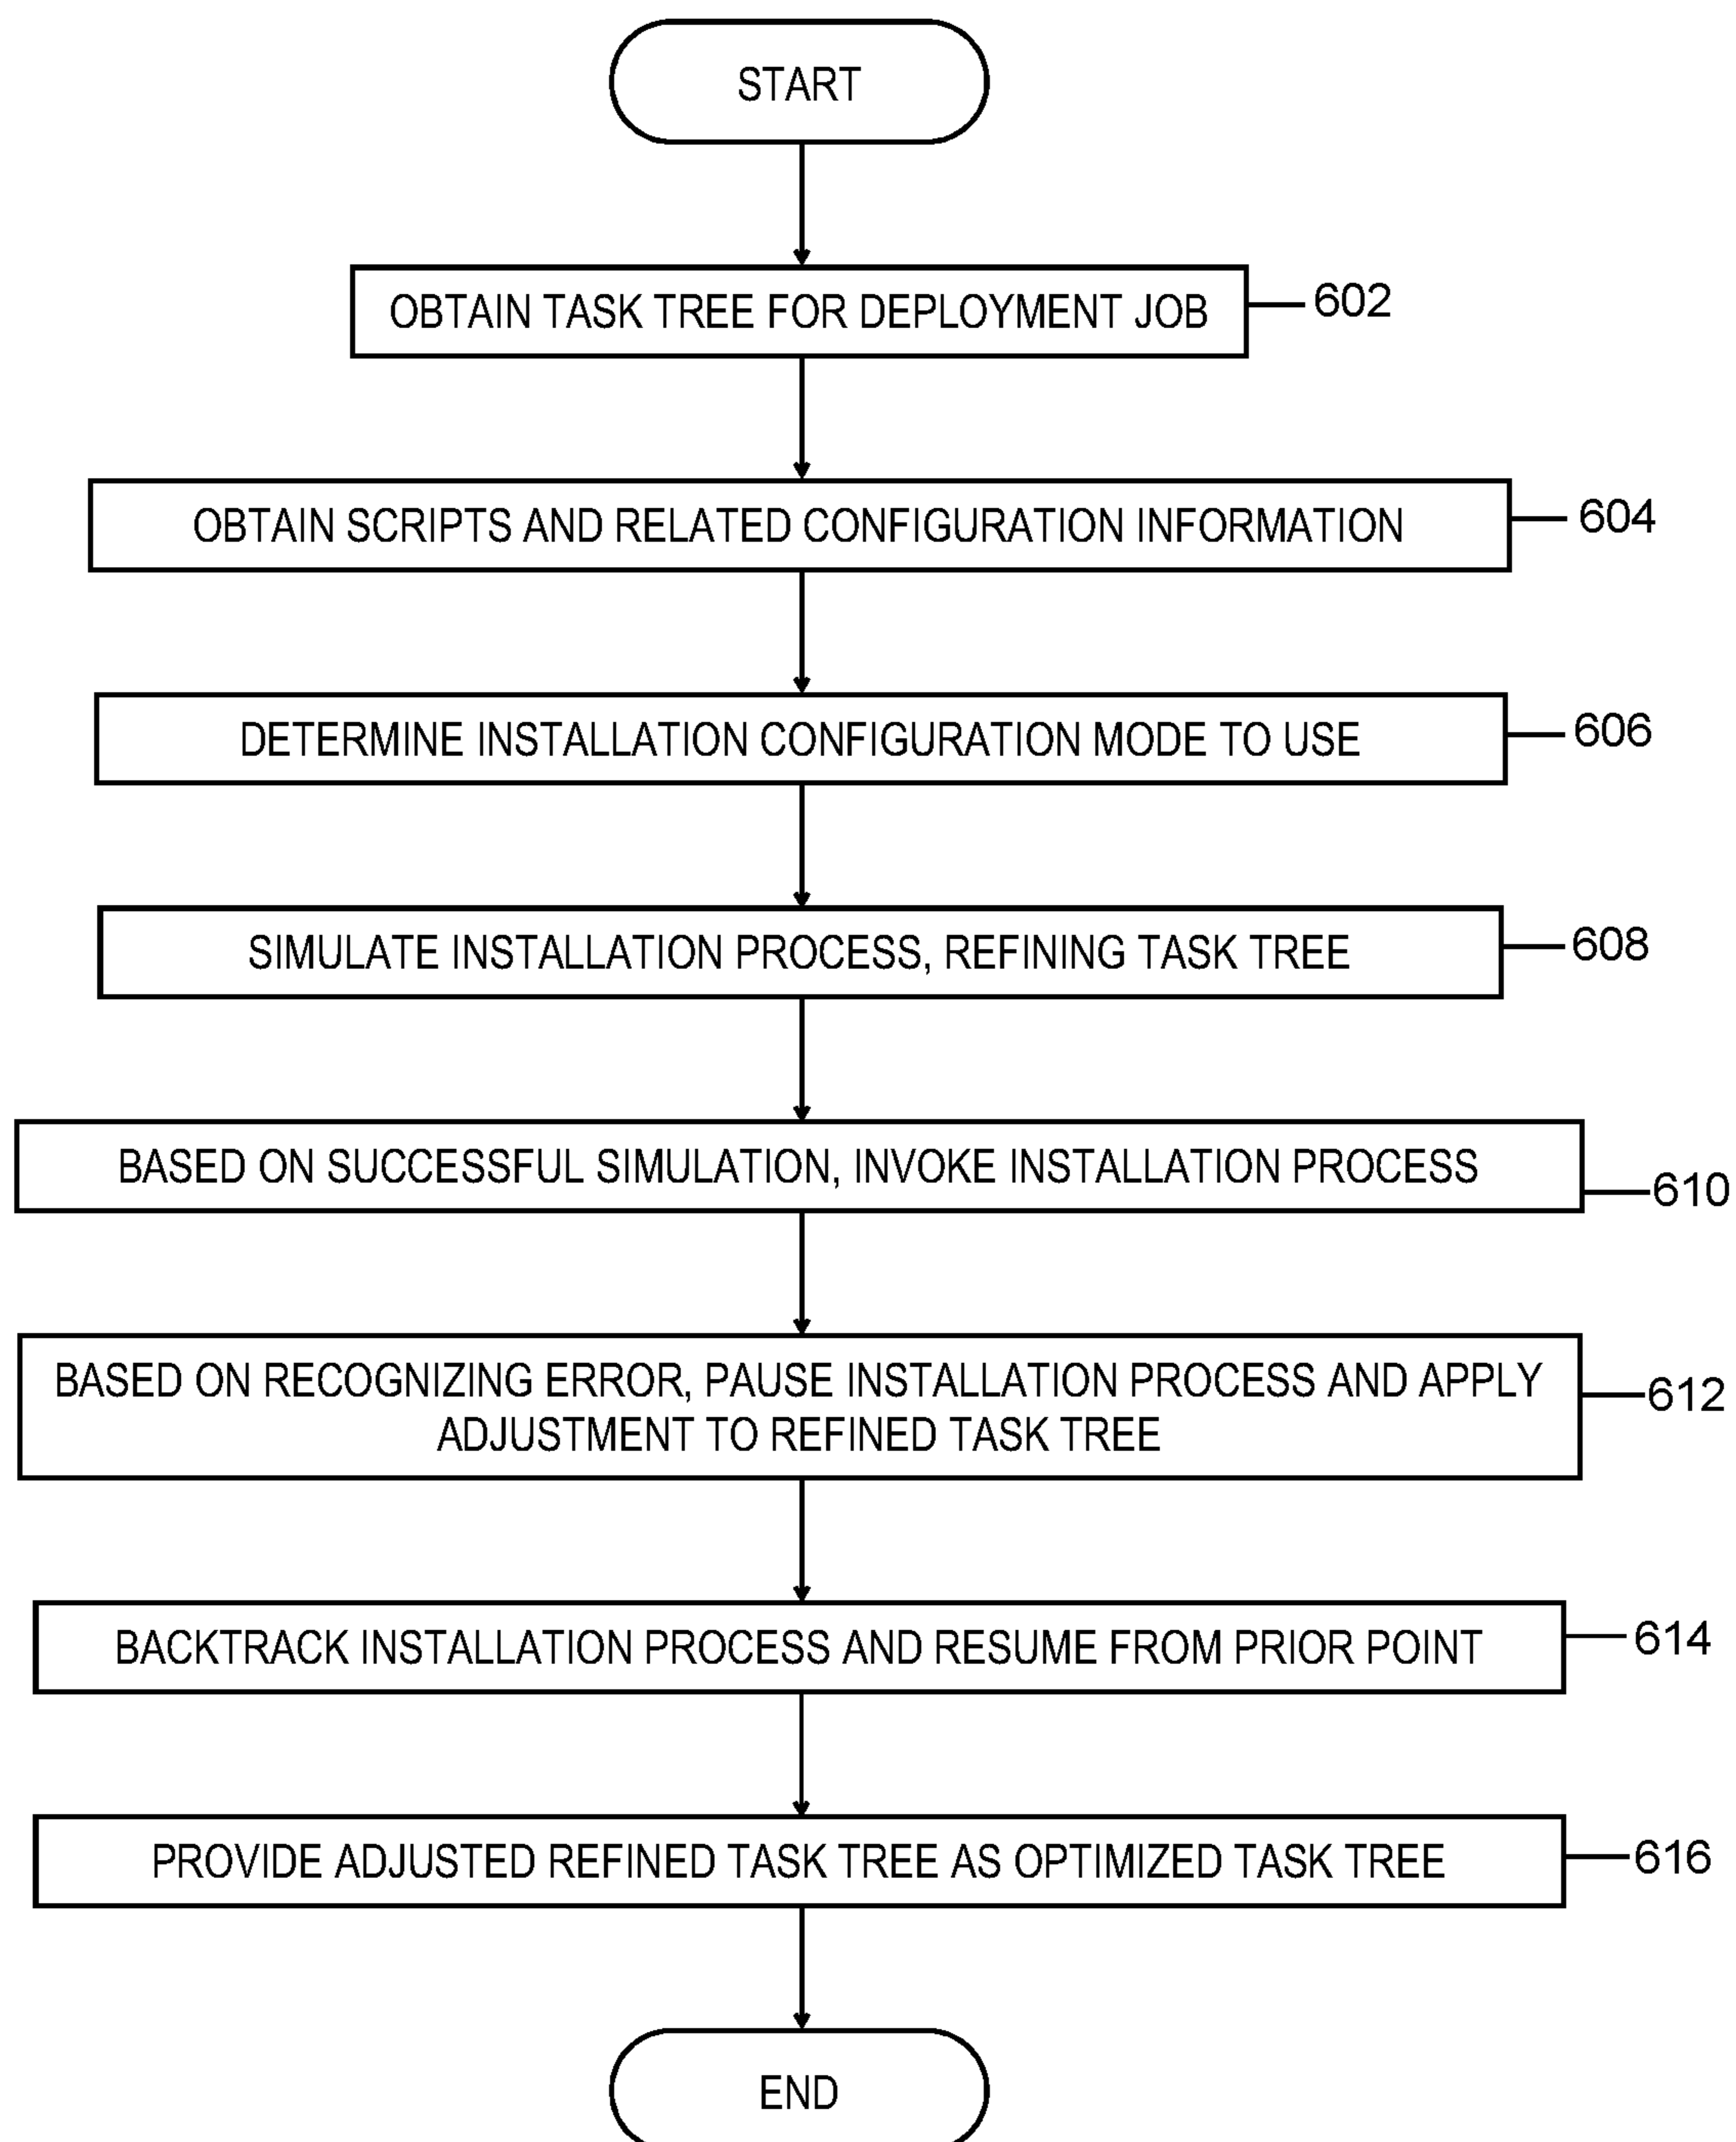 START
OBTAIN TASK TREE FOR DEPLOYMENT JOB
602
OBTAIN SCRIPTS AND RELATED CONFIGURATION INFORMATION
604
DETERMINE INSTALLATION CONFIGURATION MODE TO USE
606
SIMULATE INSTALLATION PROCESS, REFINING TASK TREE
608
BASED ON SUCCESSFUL SIMULATION, INVOKE INSTALLATION PROCESS
610
BASED ON RECOGNIZING ERROR, PAUSE INSTALLATION PROCESS AND APPLY
ADJUSTMENT TO REFINED TASK TREE
612
BACKTRACK INSTALLATION PROCESS AND RESUME FROM PRIOR POINT
614
PROVIDE ADJUSTED REFINED TASK TREE AS OPTIMIZED TASK TREE
616
END